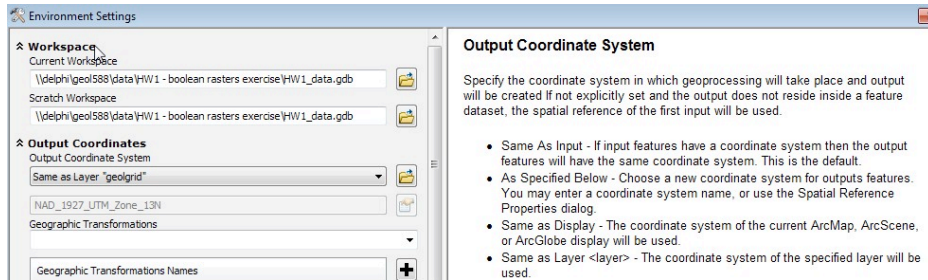 Environment Settings
Workspace
Current Workspace
\\delphi\geol588\data\HW1 - boolean rasters exercise\HW1_data.gdb
Scratch Workspace
\\delphi\geol588\data\HW1 - boolean rasters exercise\HW1_data.gdb
Output Coordinates
Output Coordinate System
Same as Layer "geolgrid"
NAD_1927_UTM_Zone_13N
Geographic Transformations
Geographic Transformations Names
Output Coordinate System
Specify the coordinate system in which geoprocessing will take place and output
will be created If not explicitly set and the output does not reside inside a feature
dataset, the spatial reference of the first input will be used.
• Same As Input - If input features have a coordinate system then the output
features will have the same coordinate system. This is the default.
• As Specified Below - Choose a new coordinate system for outputs features.
You may enter a coordinate system name, or use the Spatial Reference
Properties dialog.
• Same as Display - The coordinate system of the current ArcMap, ArcScene,
or ArcGlobe display will be used.
• Same as Layer <layer> - The coordinate system of the specified layer will be
used.